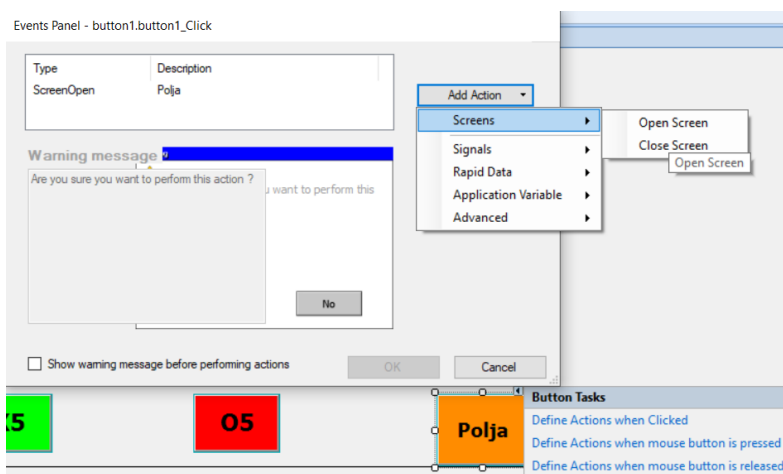 Events Panel - button1.button1_Click
Type Description
ScreenOpen Polja
Add Action
Screens
Signals
Rapid Data
Application Variable
Advanced
Open Screen
Close Screen
Open Screen
Warning message
Are you sure you want to perform this action ?
want to perform this
No
Show warning message before performing actions
OK Cancel
5
O5
Polja
Button Tasks
Define Actions when Clicked
Define Actions when mouse button is pressed
Define Actions when mouse button is released